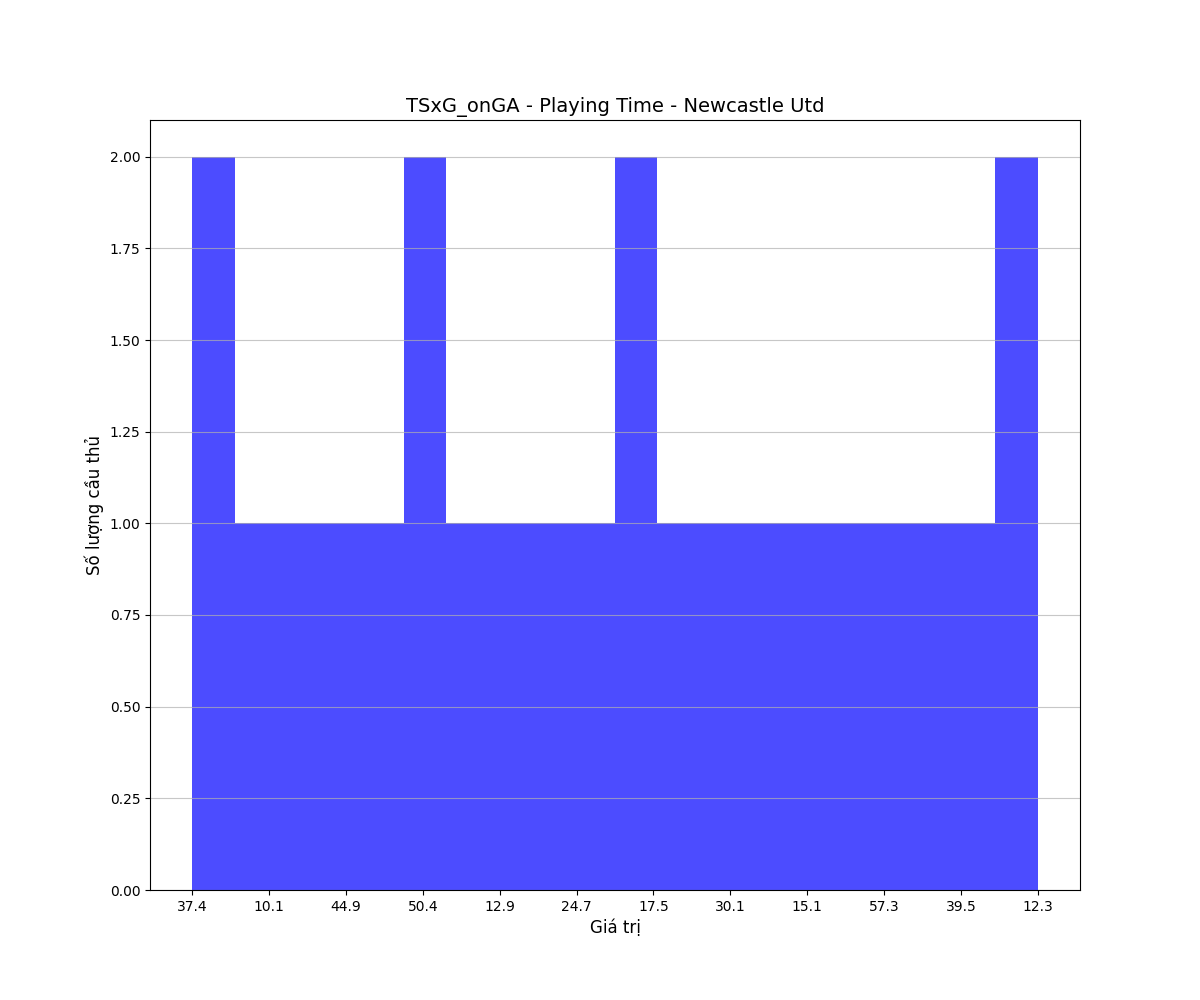 TSxG_onGA - Playing Time - Newcastle Utd
Số lượng cầu thủ
2.00
1.75
1.50
1.25
1.00
0.75
0.50
0.25
0.00
37.4 10.1 44.9 50.4 12.9 24.7 17.5 30.1 15.1 57.3 39.5 12.3
Giá trị